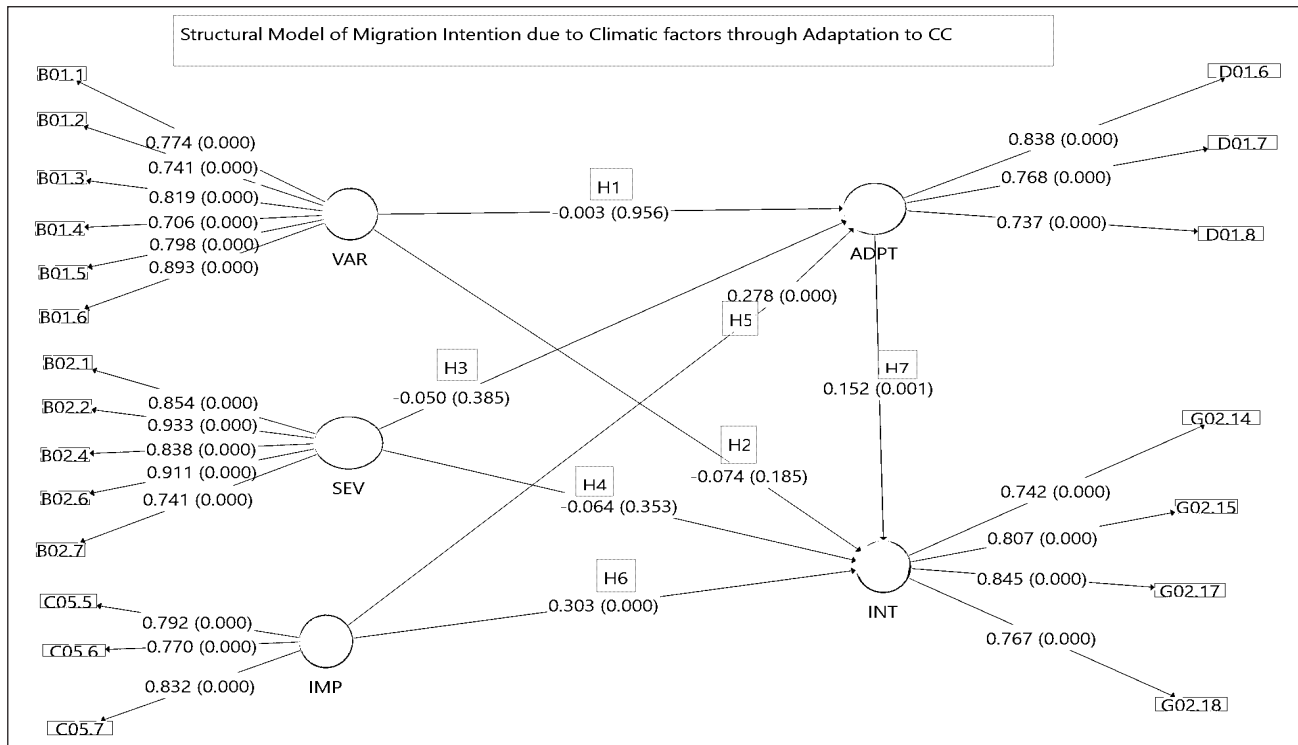 Structural Model of Migration Intention due to Climatic factors through Adaptation to CC
B01.1
B01.2
B01.3
B01.4
B01.5
B01.6
0.774 (0.000)
0.741 (0.000)
0.819 (0.000)
0.706 (0.000)
0.798 (0.000)
0.893 (0.000)
VAR
H1
-0.003 (0.956)
ADPT
0.838 (0.000)
0.768 (0.000)
0.737 (0.000)
D01.6
D01.7
D01.8
0.278 (0.000)
H5
H3
-0.050 (0.385)
H7
0.152 (0.001)
B02.1
B02.2
B02.4
B02.6
B02.7
0.854 (0.000)
0.933 (0.000)
0.838 (0.000)
0.911 (0.000)
0.741 (0.000)
SEV
H2
-0.074 (0.185)
H4
-0.064 (0.353)
H6
0.303 (0.000)
INT
0.742 (0.000)
0.807 (0.000)
0.845 (0.000)
0.767 (0.000)
G02.14
G02.15
G02.17
G02.18
C05.5
C05.6
C05.7
0.792 (0.000)
0.770 (0.000)
0.832 (0.000)
IMP